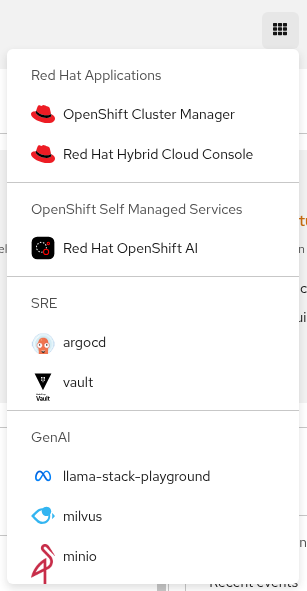 Red Hat Applications
OpenShift Cluster Manager
Red Hat Hybrid Cloud Console
OpenShift Self Managed Services
Red Hat OpenShift AI
SRE
argocd
vault
Vault
GenAI
llama-stack-playground
milvus
minio
Recent events